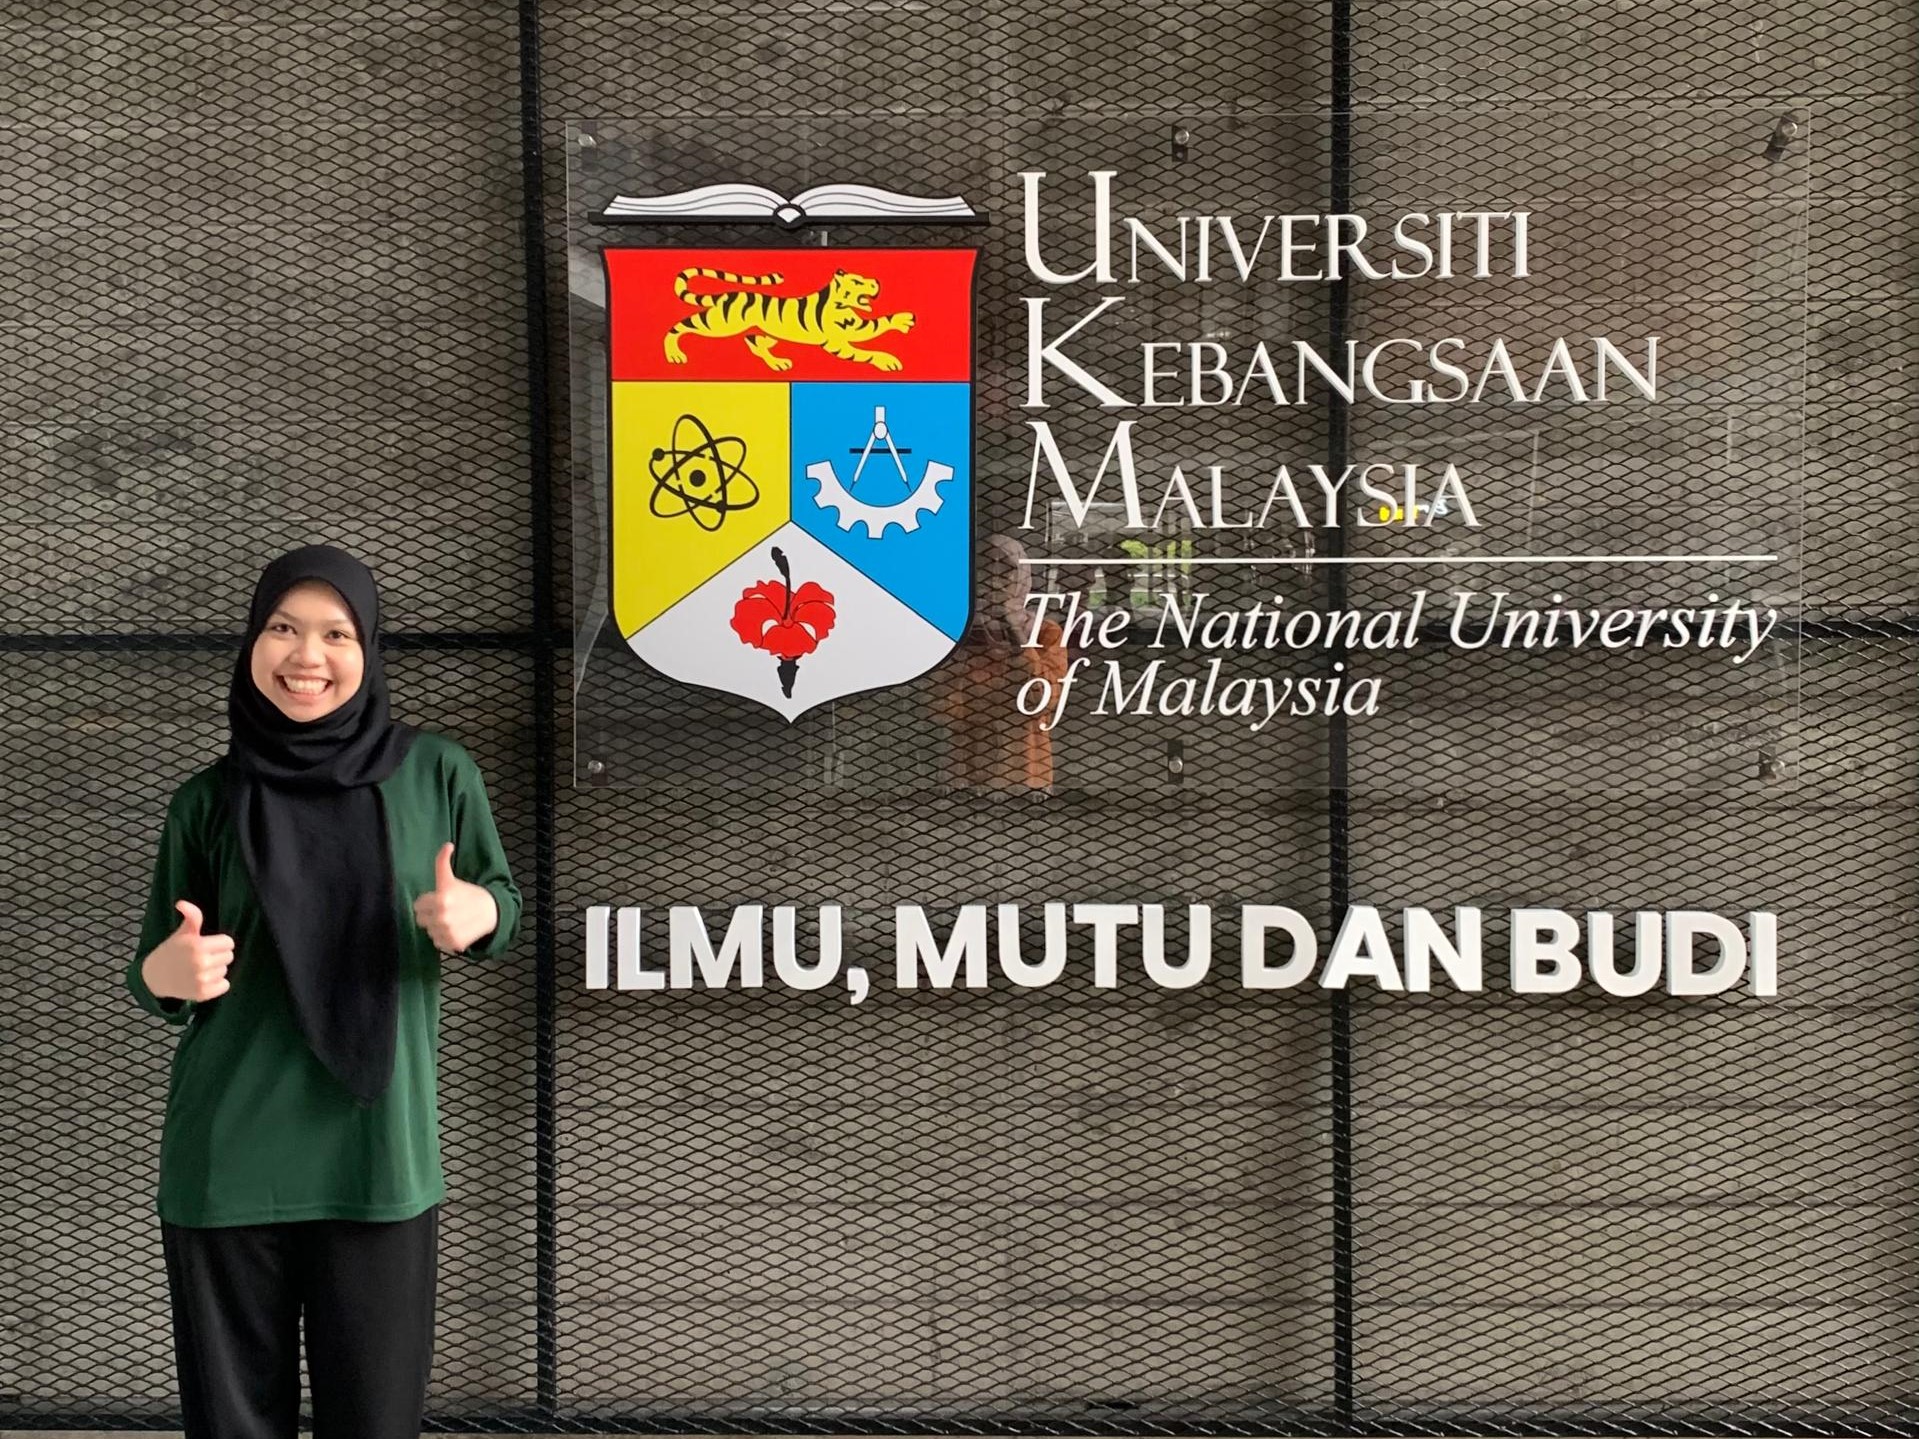 UNIVERSITI
KEBANGSAAN
MALAYSIA
The National University
of Malaysia
ILMU, MUTU DAN BUDI